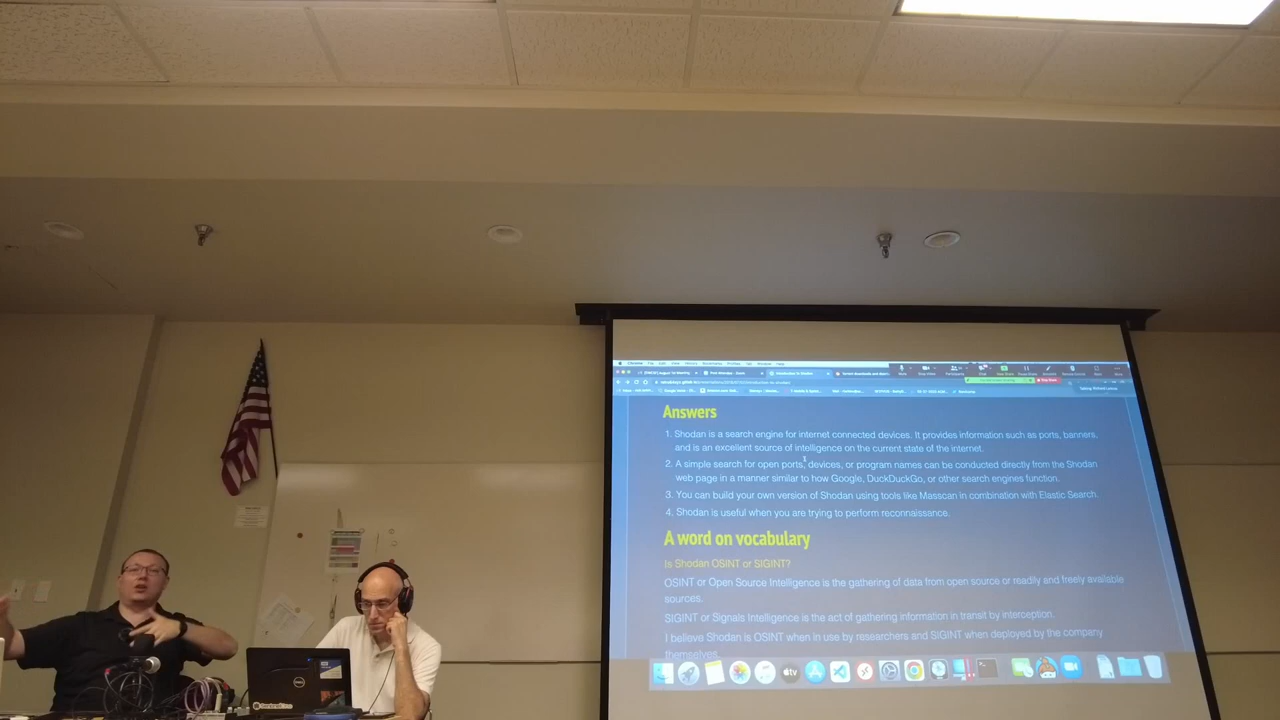 Answers
1. Shodan is a search engine for internet connected devices. It provides information such as ports, banners,
and is an excellent source of intelligence on the current state of the internet.
2. A simple search for open ports, devices, or program names can be conducted directly from the Shodan
web page in a manner similar to how Google, DuckDuckGo, or other search engines function.
3. You can build your own version of Shodan using tools like Masscan in combination with Elastic Search.
4. Shodan is useful when you are trying to perform reconnaissance.
A word on vocabulary
Is Shodan OSINT or SIGINT?
OSINT or Open Source Intelligence is the gathering of data from open source or readily and freely available
sources.
SIGINT or Signals Intelligence is the act of gathering information in transit by interception.
I believe Shodan is OSINT when in use by researchers and SIGINT when deployed by the company
themselves.
tv
DELL